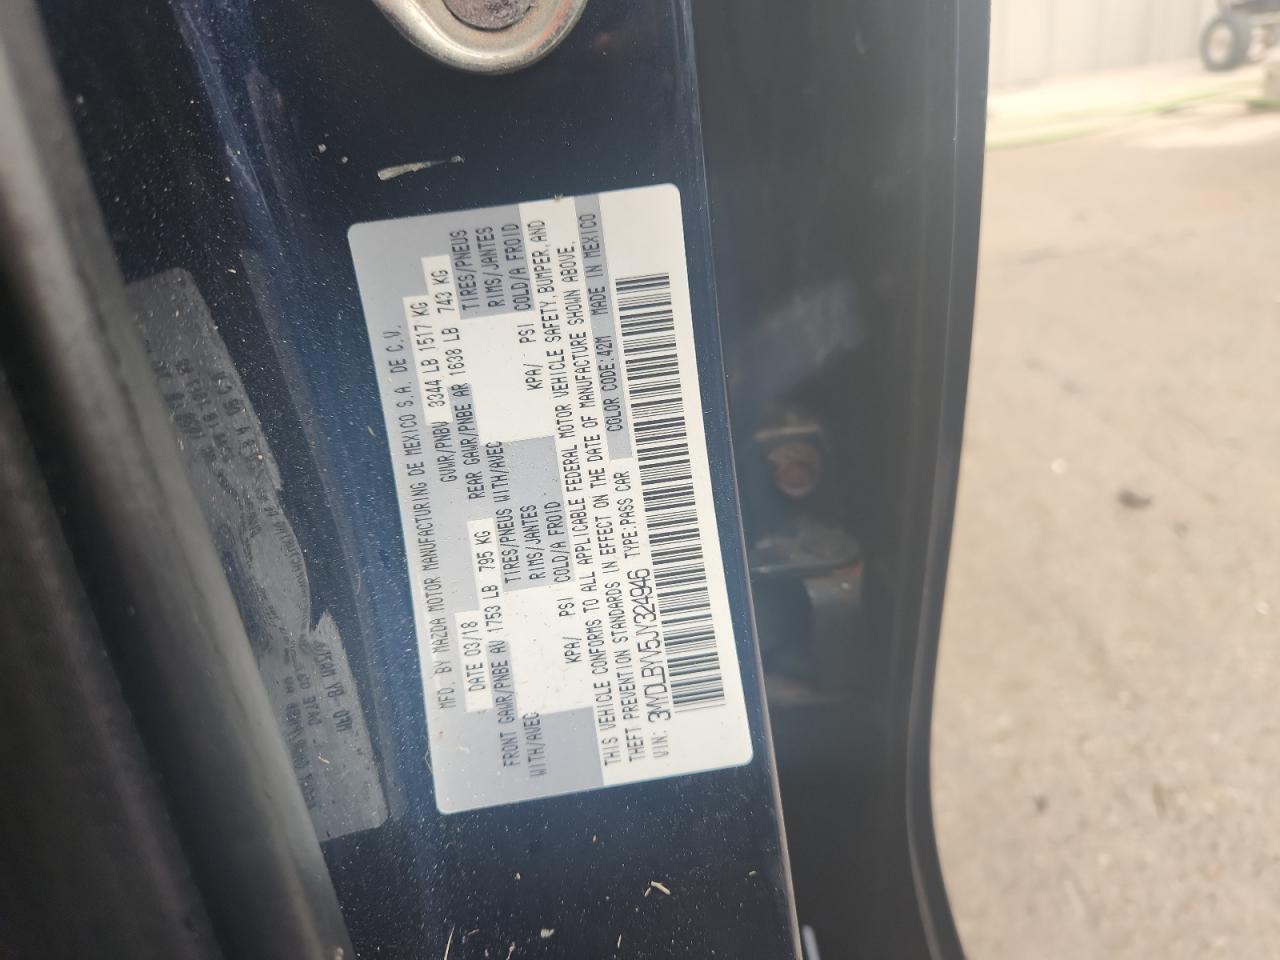 MFD. BY MAZDA MOTOR MANUFACTURING DE MEXICO S.A. DE C.V.
DATE 03/18 GVWR/PNBV 3344 LB 1517 KG
FRONT GAWR/PNBE AV 1753 LB 795 KG REAR GAWR/PNBE AR 1638 LB 743 KG
WITH/AVEC TIRES/PNEUS WITH/AVEC TIRES/PNEUS
RIMS/JANTES RIMS/JANTES
KPA/ PSI COLD/A FROID KPA/ PSI COLD/A FROID
THIS VEHICLE CONFORMS TO ALL APPLICABLE FEDERAL MOTOR VEHICLE SAFETY, BUMPER, AND
THEFT PREVENTION STANDARDS IN EFFECT ON THE DATE OF MANUFACTURE SHOWN ABOVE.
VIN: 3MYDLBYV5JY324946 TYPE:PASS CAR COLOR CODE:42M MADE IN MEXICO